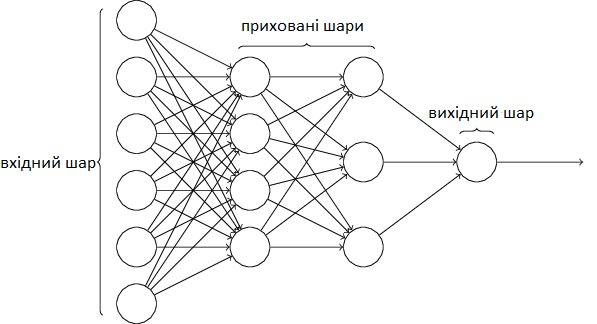 приховані шари
вихідний шар
вхідний шар